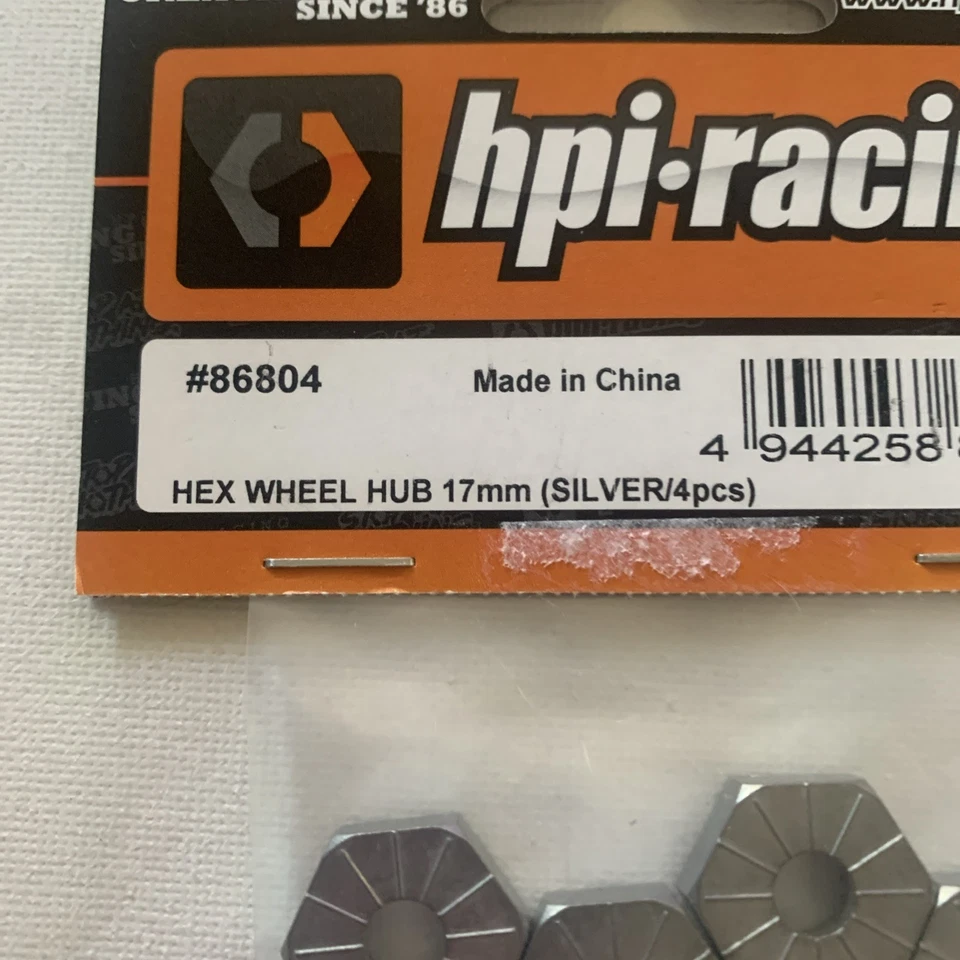 SINCE '86
hpi·racin
#86804
Made in China
4 944258
HEX WHEEL HUB 17mm (SILVER/4pcs)